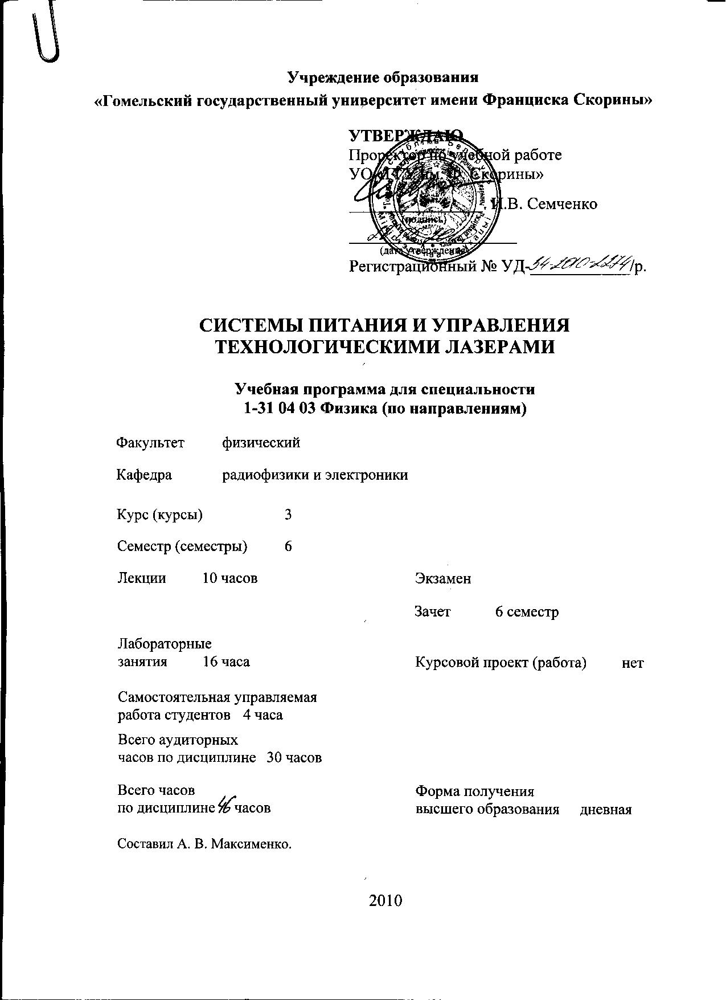 Учреждение образования
«Гомельский государственный университет имени Франциска Скорины»
УТВЕРЖДАЮ
Проректор по учебной работе
УО «ГГУ им. Ф. Скорины»
И.В. Семченко
(подпись)
(дата утверждения)
Регистрационный № УД- /р.
СИСТЕМЫ ПИТАНИЯ И УПРАВЛЕНИЯ
ТЕХНОЛОГИЧЕСКИМИ ЛАЗЕРАМИ
Учебная программа для специальности
1-31 04 03 Физика (по направлениям)
Факультет физический
Кафедра радиофизики и электроники
Курс (курсы) 3
Семестр (семестры) 6
Лекции 10 часов Экзамен
Зачет 6 семестр
Лабораторные
занятия 16 часа Курсовой проект (работа) нет
Самостоятельная управляемая
работа студентов 4 часа
Всего аудиторных
часов по дисциплине 30 часов
Всего часов Форма получения
по дисциплине 46 часов высшего образования дневная
Составил А. В. Максименко.
2010